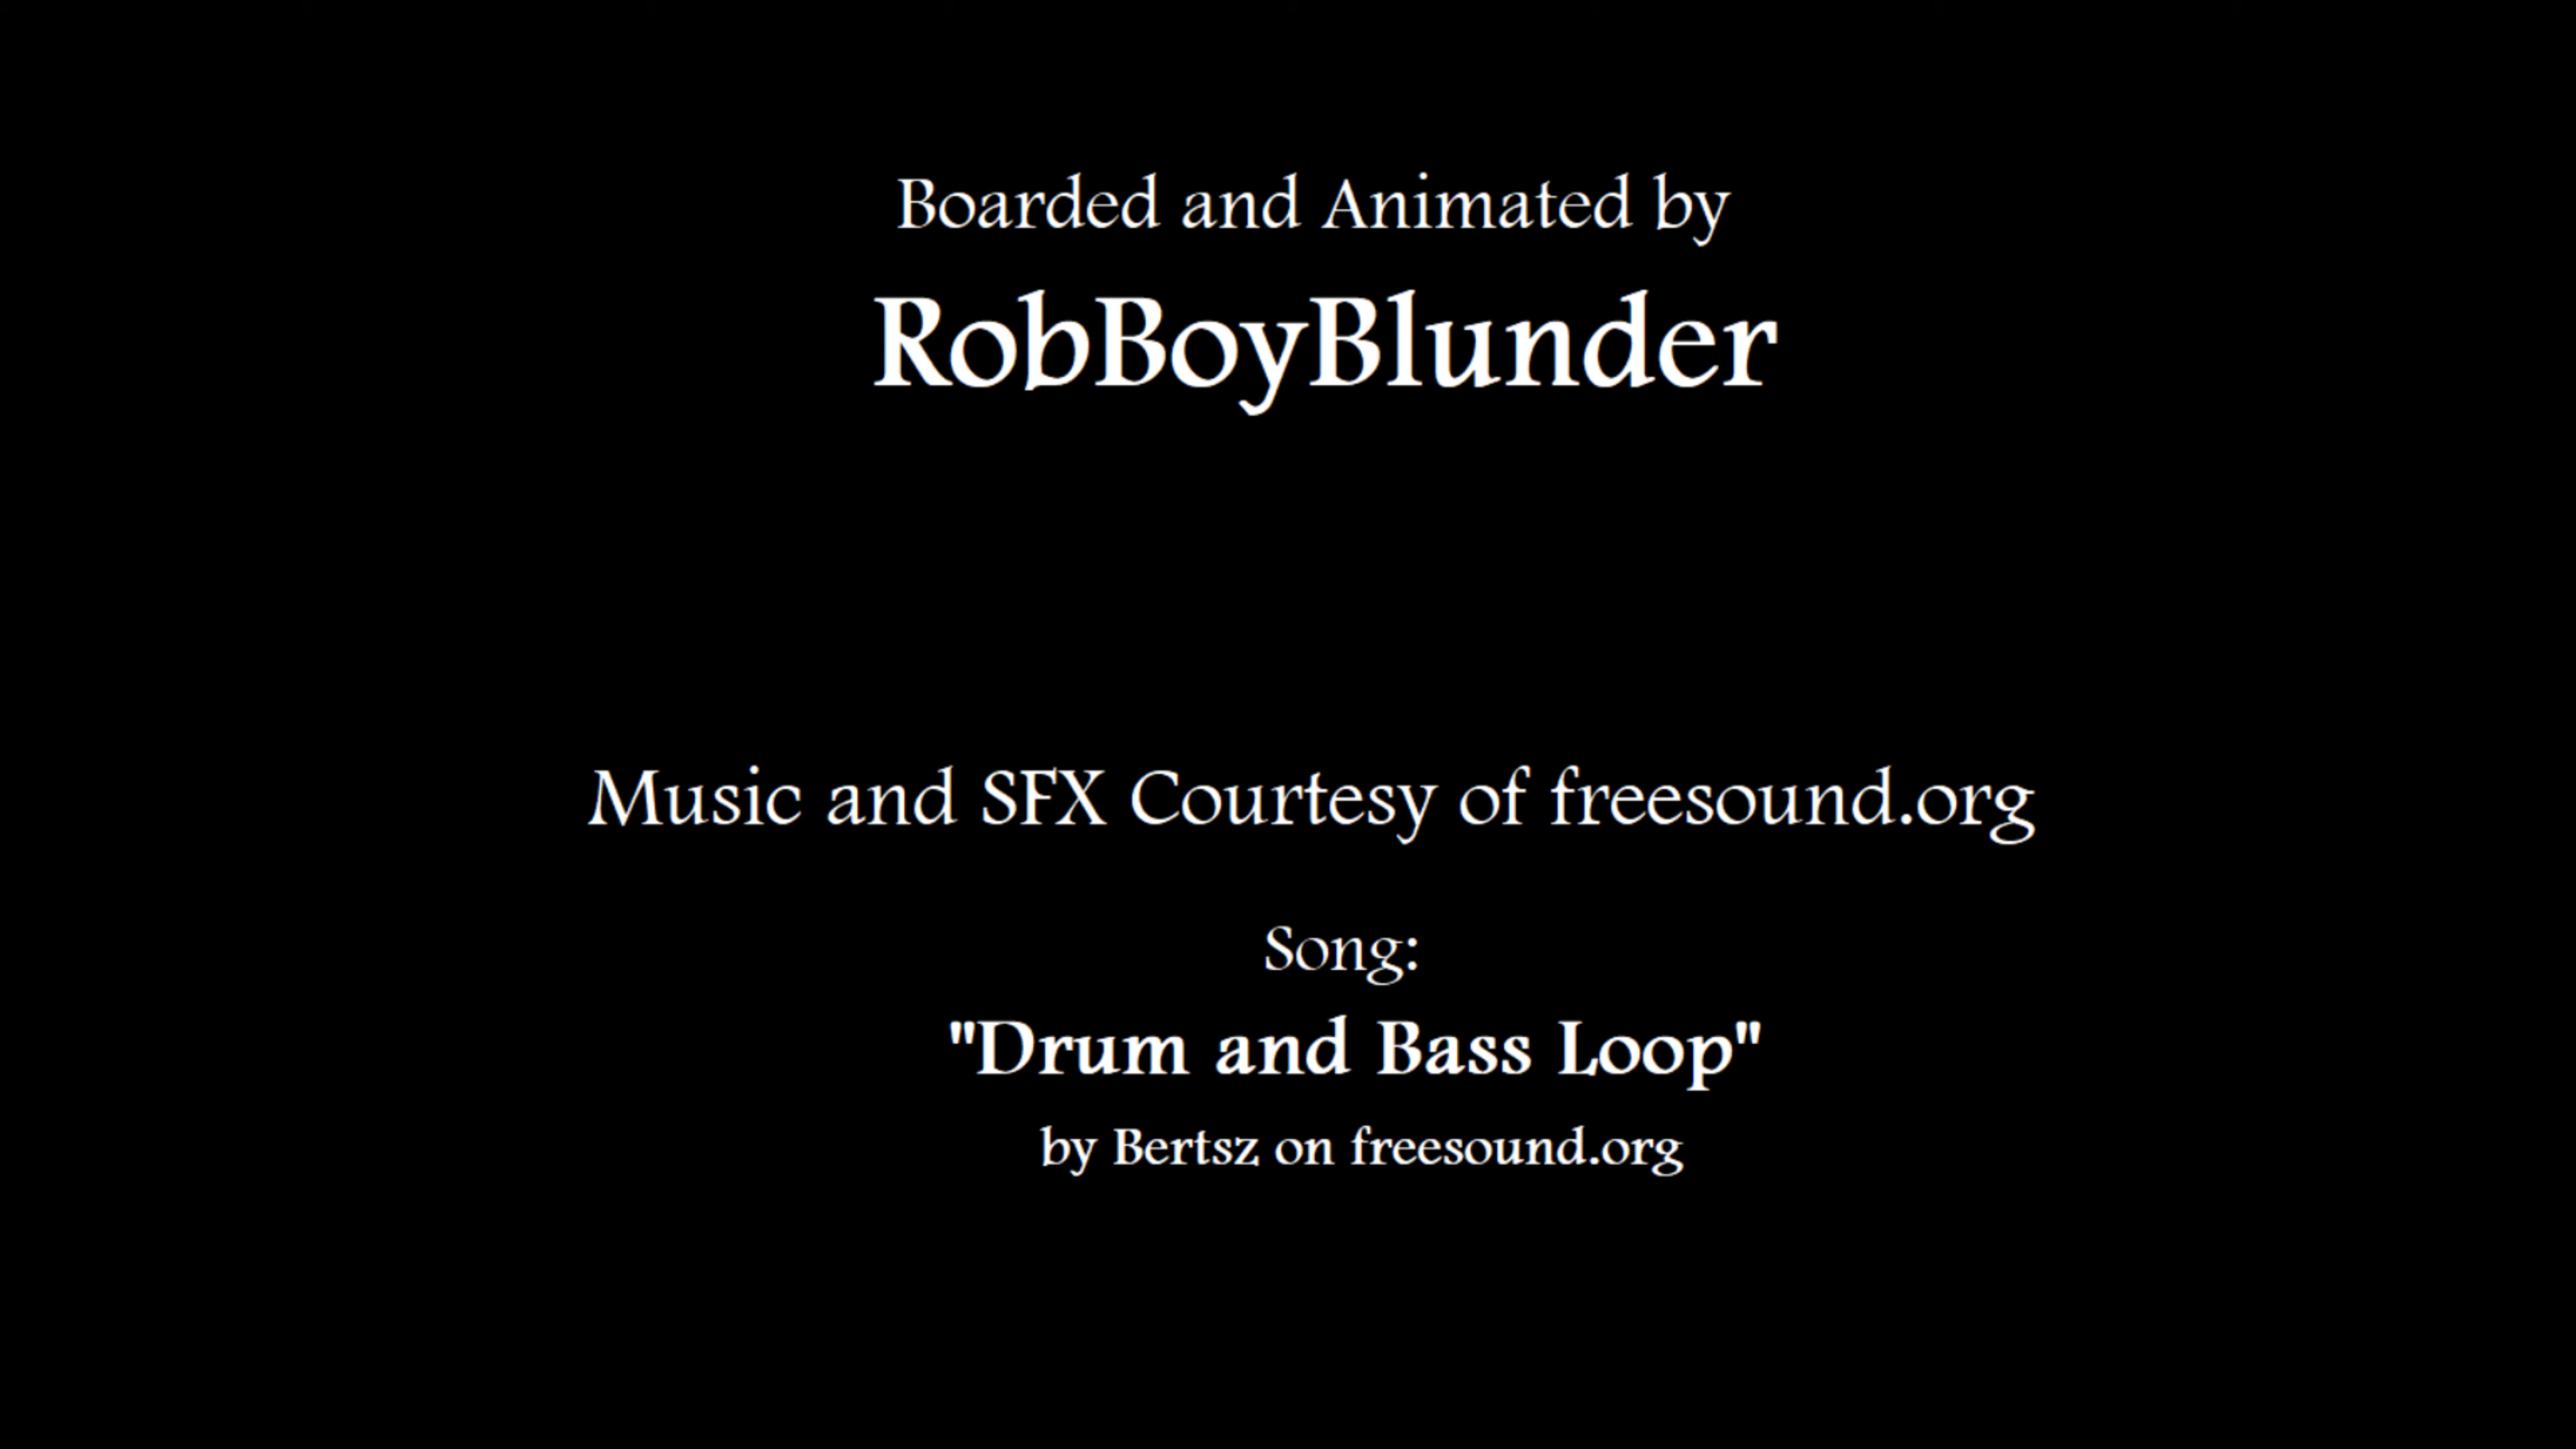 Boarded and Animated by
RobBoyBlunder
Music and SFX Courtesy of freesound.org
Song:
"Drum and Bass Loop"
by Bertsz on freesound.org